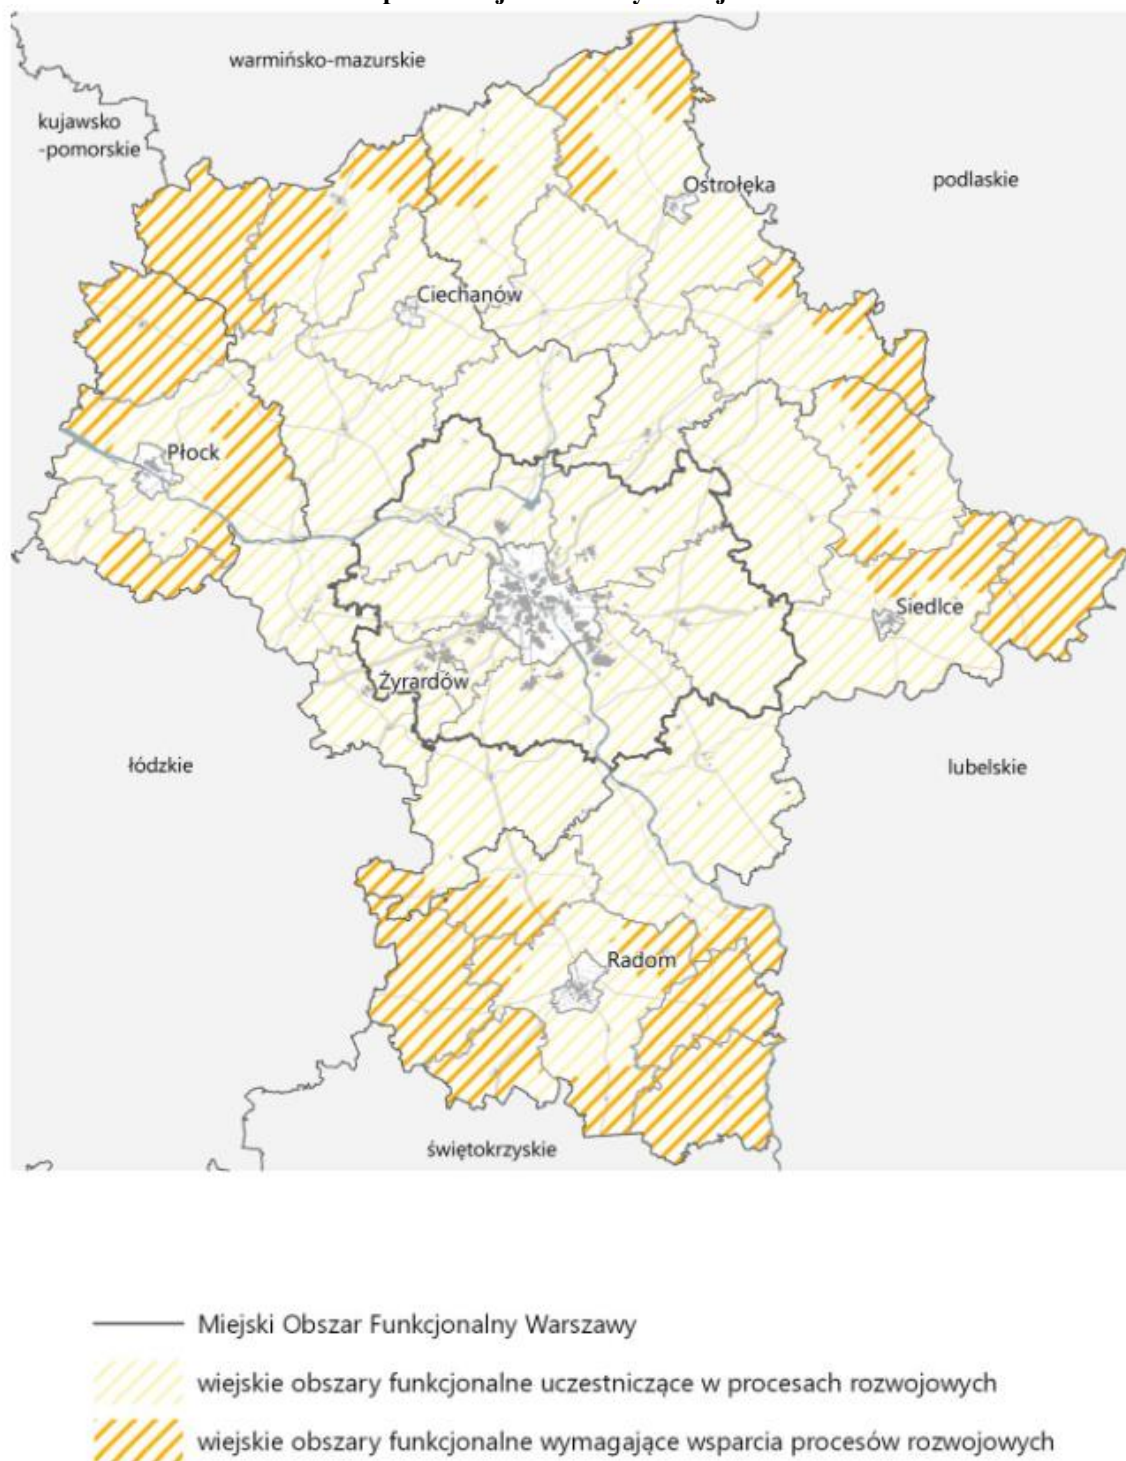 warmińsko-mazurskie
kujawsko
-pomorskie
podlaskie
Ostrołęka
Ciechanów
Płock
Siedlce
Żyrardów
łódzkie
lubelskie
Radom
świętokrzyskie
Miejski Obszar Funkcjonalny Warszawy
wiejskie obszary funkcjonalne uczestniczące w procesach rozwojowych
wiejskie obszary funkcjonalne wymagające wsparcia procesów rozwojowych